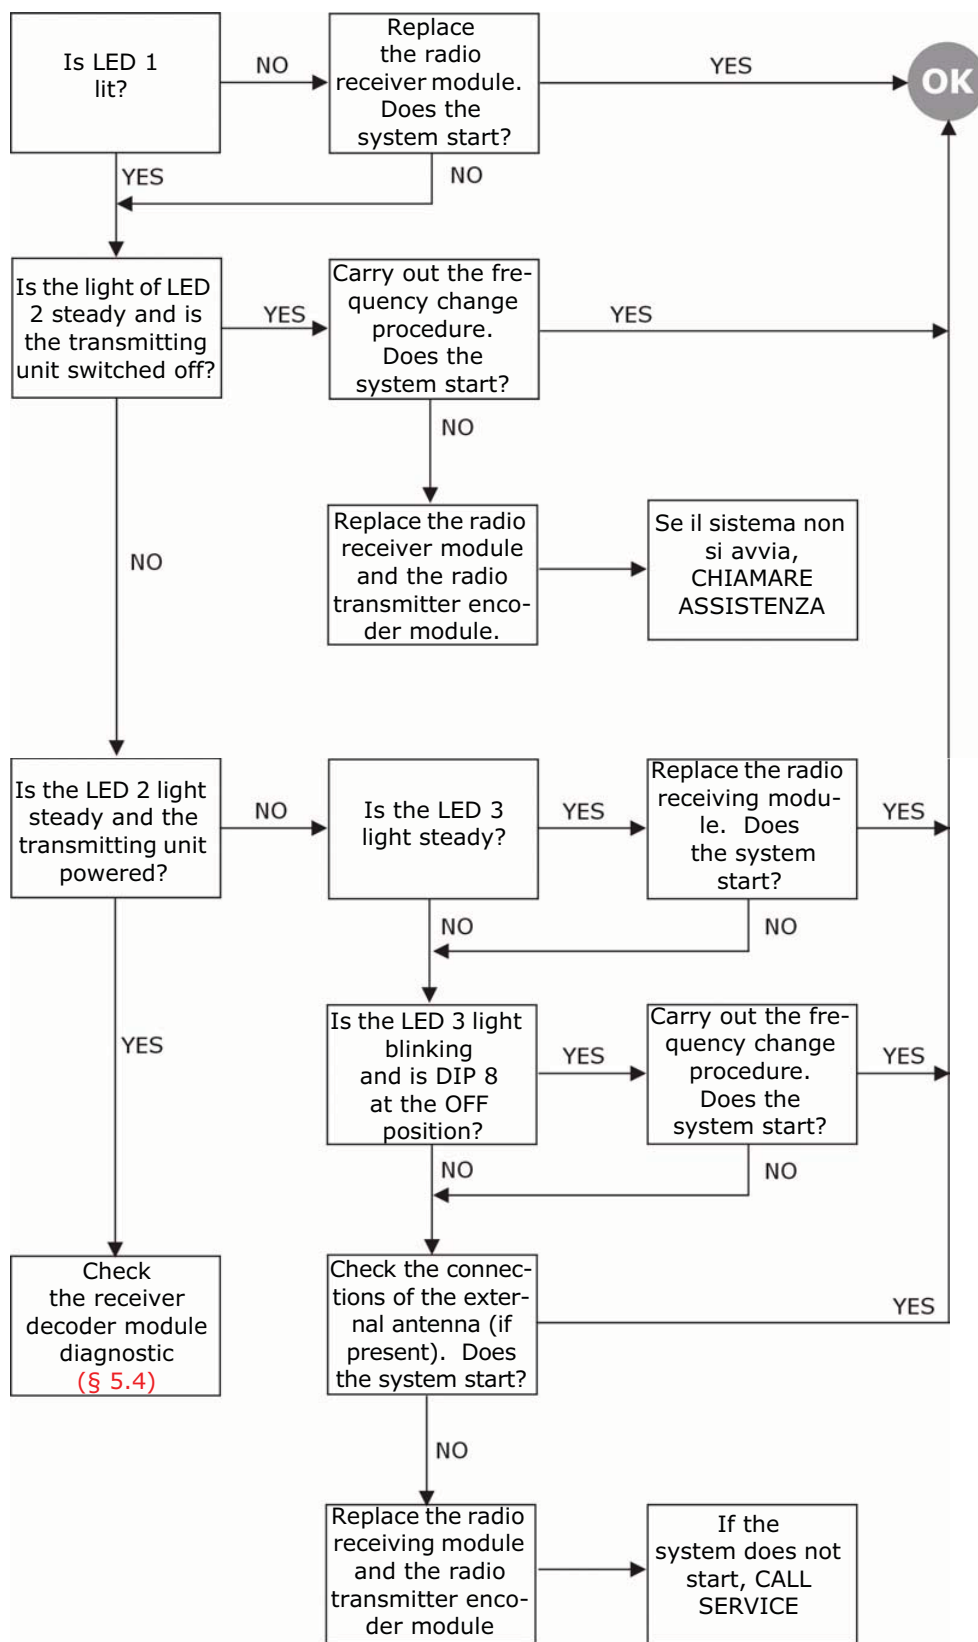 Is LED 1
lit?
NO
Replace
the radio
receiver module.
Does the
system start?
YES
OK
YES
NO
Is the light of LED
2 steady and is
the transmitting
unit switched off?
YES
Carry out the fre-
quency change
procedure.
Does the
system start?
YES
NO
NO
Replace the radio
receiver module
and the radio
transmitter enco-
der module.
Se il sistema non
si avvia,
CHIAMARE
ASSISTENZA
Is the LED 2 light
steady and the
transmitting unit
powered?
NO
Is the LED 3
light steady?
YES
Replace the radio
receiving modu-
le. Does
the system
start?
YES
NO
NO
YES
Is the LED 3 light
blinking
and is DIP 8
at the OFF
position?
YES
Carry out the fre-
quency change
procedure.
Does the
system start?
YES
NO
NO
Check
the receiver
decoder module
diagnostic
(§ 5.4)
Check the connec-
tions of the exter-
nal antenna (if
present). Does
the system start?
YES
NO
Replace the radio
receiving module
and the radio
transmitter enco-
der module
If the
system does not
start, CALL
SERVICE